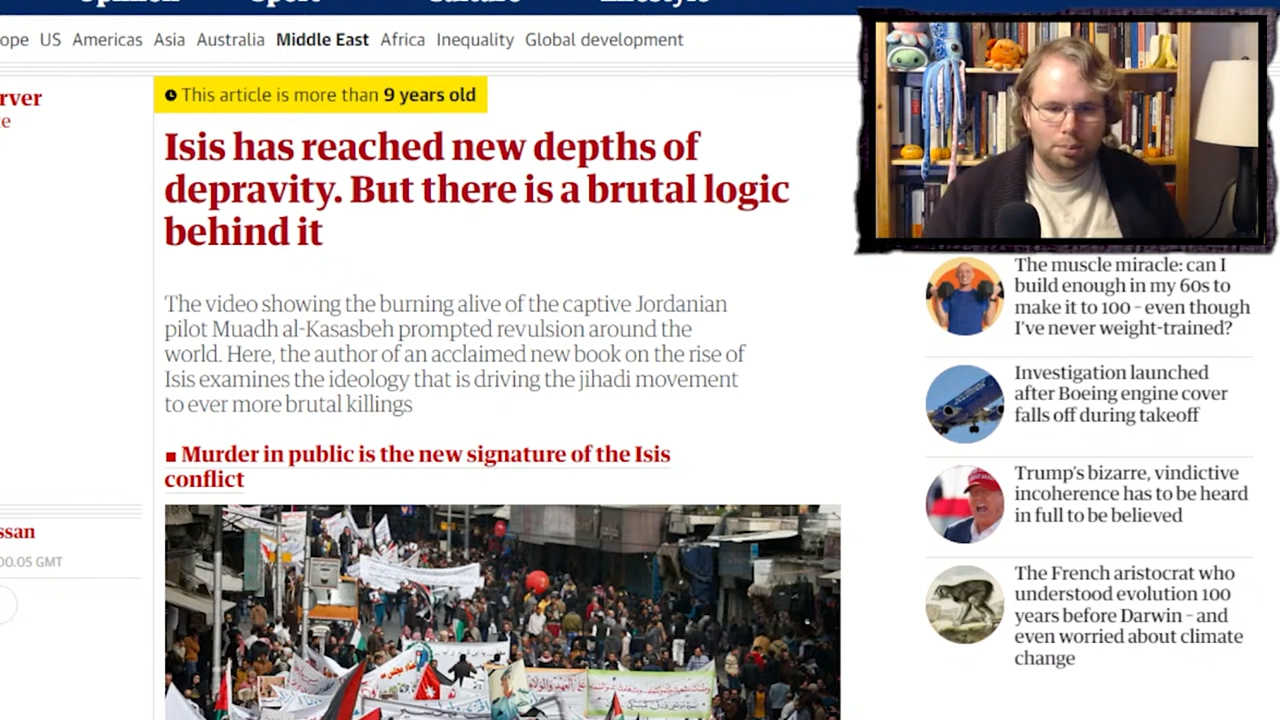 Opinion Sport Culture Lifestyle
ope US Americas Asia Australia Middle East Africa Inequality Global development
rver
This article is more than 9 years old
Isis has reached new depths of
depravity. But there is a brutal logic
behind it
The video showing the burning alive of the captive Jordanian
pilot Muadh al-Kasasbeh prompted revulsion around the
world. Here, the author of an acclaimed new book on the rise of
Isis examines the ideology that is driving the jihadi movement
to ever more brutal killings
Murder in public is the new signature of the Isis
conflict
ssan
00.05 GMT
The muscle miracle: can I
build enough in my 60s to
make it to 100 – even though
I've never weight-trained?
Investigation launched
after Boeing engine cover
falls off during takeoff
Trump's bizarre, vindictive
incoherence has to be heard
in full to be believed
The French aristocrat who
understood evolution 100
years before Darwin – and
even worried about climate
change